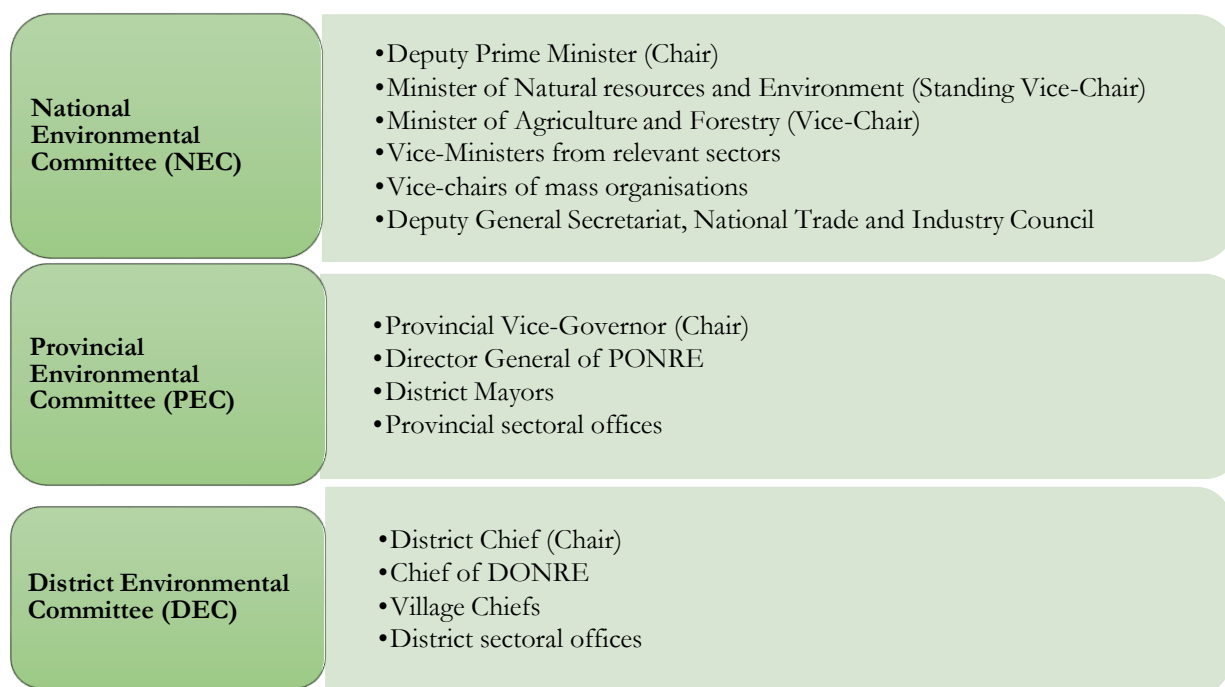 National
Environmental
Committee (NEC)
•Deputy Prime Minister (Chair)
•Minister of Natural resources and Environment (Standing Vice-Chair)
•Minister of Agriculture and Forestry (Vice-Chair)
•Vice-Ministers from relevant sectors
•Vice-chairs of mass organisations
•Deputy General Secretariat, National Trade and Industry Council
Provincial
Environmental
Committee (PEC)
•Provincial Vice-Governor (Chair)
•Director General of PONRE
•District Mayors
•Provincial sectoral offices
District Environmental
Committee (DEC)
•District Chief (Chair)
•Chief of DONRE
•Village Chiefs
•District sectoral offices